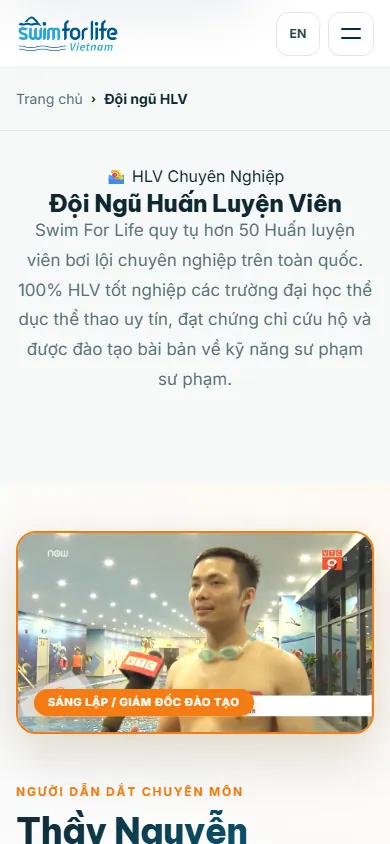 swimforlife
Vietnam
EN
Trang chủ › Đội ngũ HLV
HLV Chuyên Nghiệp
Đội Ngũ Huấn Luyện Viên
Swim For Life quy tụ hơn 50 Huấn luyện
viên bơi lội chuyên nghiệp trên toàn quốc.
100% HLV tốt nghiệp các trường đại học thể
dục thể thao uy tín, đạt chứng chỉ cứu hộ và
được đào tạo bài bản về kỹ năng sư phạm
sư phạm.
now
VTC
9
VTC
SÁNG LẬP / GIÁM ĐỐC ĐÀO TẠO
NGƯỜI DẪN DẮT CHUYÊN MÔN
Thầy Nguyễn